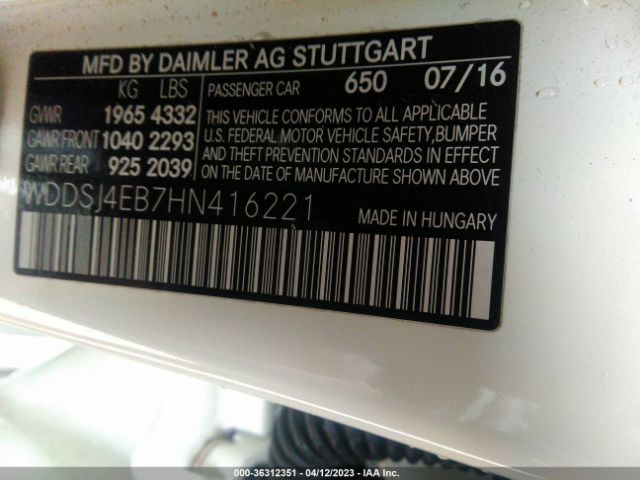 MFD BY DAIMLER AG STUTTGART
KG LBS
PASSENGER CAR 650 07/16
GVWR 1965 4332
GAWR FRONT 1040 2293
GAWR REAR 925 2039
THIS VEHICLE CONFORMS TO ALL APPLICABLE
U.S. FEDERAL MOTOR VEHICLE SAFETY, BUMPER
AND THEFT PREVENTION STANDARDS IN EFFECT
ON THE DATE OF MANUFACTURE SHOWN ABOVE
WDDSJ4EB7HN416221
MADE IN HUNGARY
000-36312351 - 04/12/2023 - IAA Inc.